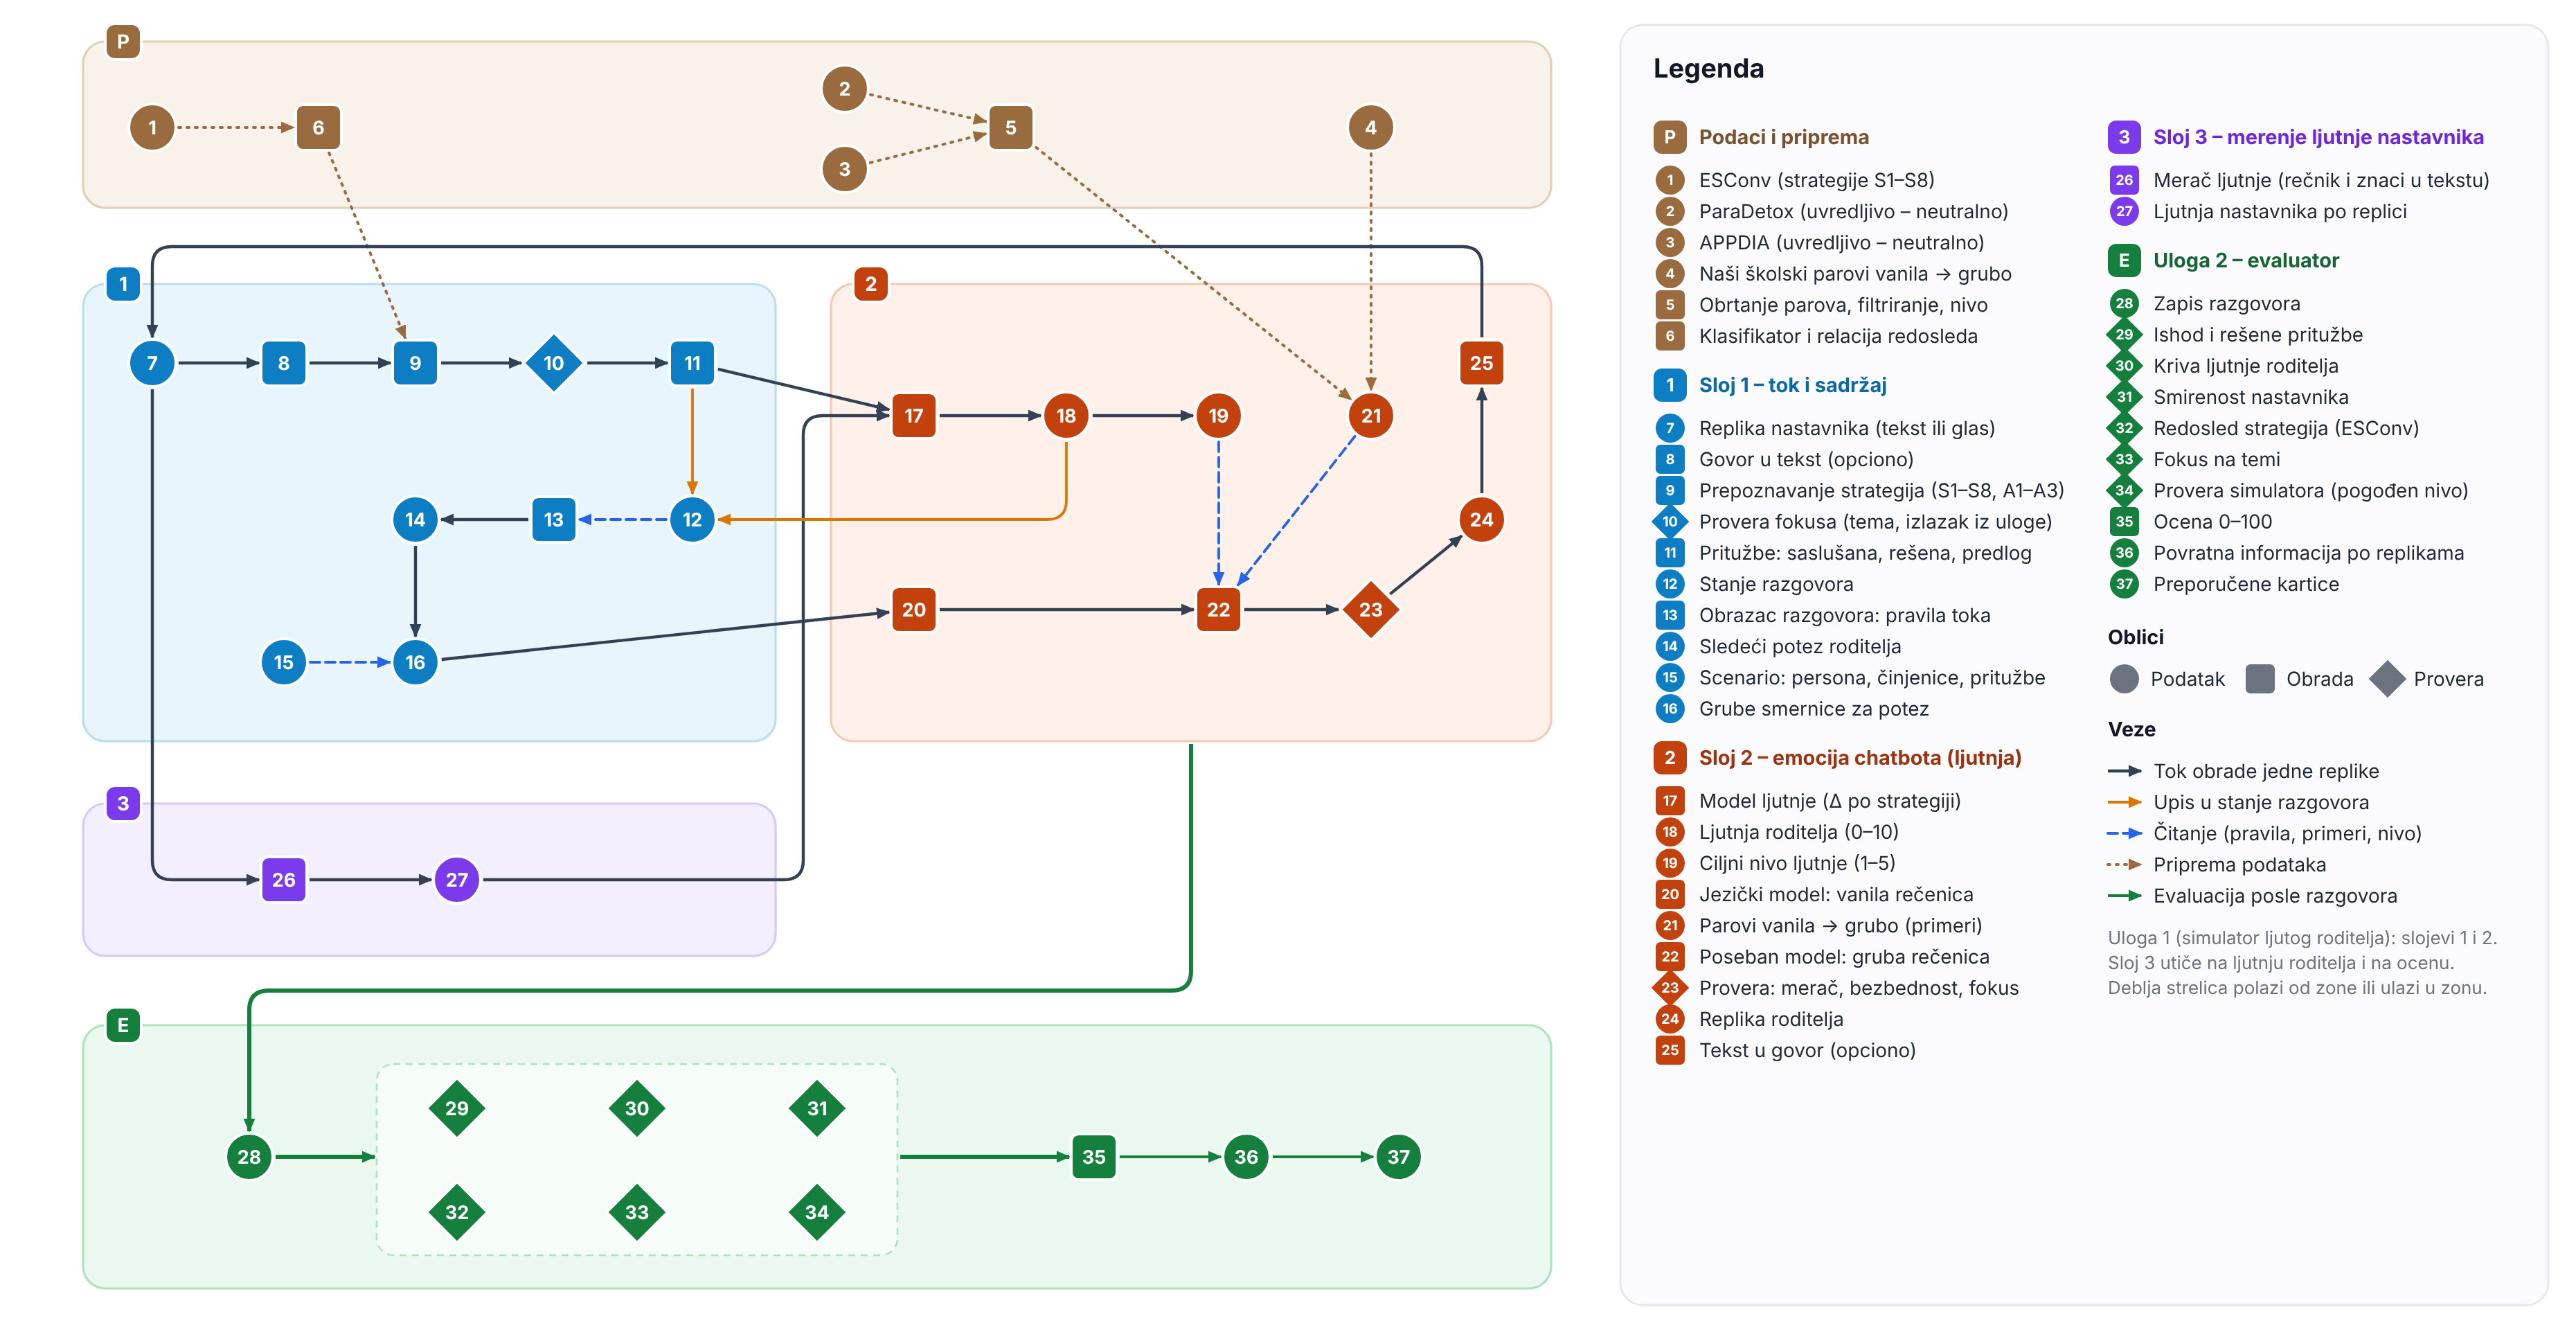 P
1
6
2
3
5
4
1
7
8
9
10
11
14
13
12
15
16
2
17
18
19
21
25
24
20
22
23
3
26
27
E
28
29
30
31
32
33
34
35
36
37
Legenda
P Podaci i priprema
1 ESConv (strategije S1–S8)
2 ParaDetox (uvredljivo – neutralno)
3 APPDIA (uvredljivo – neutralno)
4 Naši školski parovi vanila → grubo
5 Obrtanje parova, filtriranje, nivo
6 Klasifikator i relacija redosleda
1 Sloj 1 – tok i sadržaj
7 Replika nastavnika (tekst ili glas)
8 Govor u tekst (opciono)
9 Prepoznavanje strategija (S1–S8, A1–A3)
10 Provera fokusa (tema, izlazak iz uloge)
11 Pritužbe: saslušana, rešena, predlog
12 Stanje razgovora
13 Obrazac razgovora: pravila toka
14 Sledeći potez roditelja
15 Scenario: persona, činjenice, pritužbe
16 Grube smernice za potez
2 Sloj 2 – emocija chatbota (ljutnja)
17 Model ljutnje (Δ po strategiji)
18 Ljutnja roditelja (0–10)
19 Ciljni nivo ljutnje (1–5)
20 Jezički model: vanila rečenica
21 Parovi vanila → grubo (primeri)
22 Poseban model: gruba rečenica
23 Provera: merač, bezbednost, fokus
24 Replika roditelja
25 Tekst u govor (opciono)
3 Sloj 3 – merenje ljutnje nastavnika
26 Merač ljutnje (rečnik i znaci u tekstu)
27 Ljutnja nastavnika po replici
E Uloga 2 – evaluator
28 Zapis razgovora
29 Ishod i rešene pritužbe
30 Kriva ljutnje roditelja
31 Smirenost nastavnika
32 Redosled strategija (ESConv)
33 Fokus na temi
34 Provera simulatora (pogođen nivo)
35 Ocena 0–100
36 Povratna informacija po replikama
37 Preporučene kartice
Oblici
Podatak Obrada Provera
Veze
Tok obrade jedne replike
Upis u stanje razgovora
Čitanje (pravila, primeri, nivo)
Priprema podataka
Evaluacija posle razgovora
Uloga 1 (simulator ljutog roditelja): slojevi 1 i 2.
Sloj 3 utiče na ljutnju roditelja i na ocenu.
Deblja strelica polazi od zone ili ulazi u zonu.